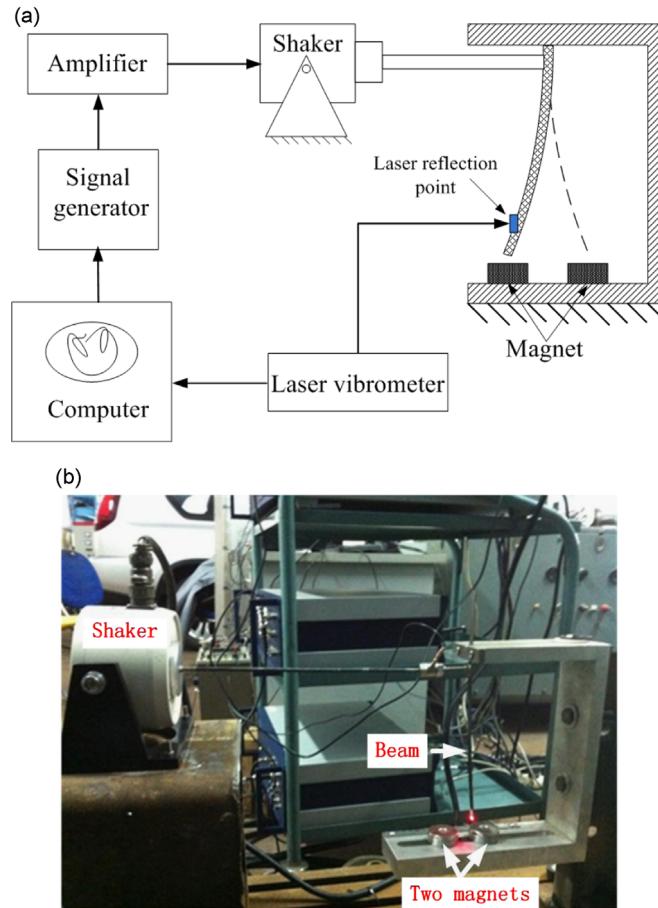 (a)
Amplifier
Shaker
Signal
generator
Laser reflection
point
Magnet
Computer
Laser vibrometer
(b)
Shaker
Beam
Two magnets